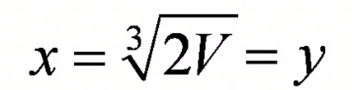 x = ∛2V = y